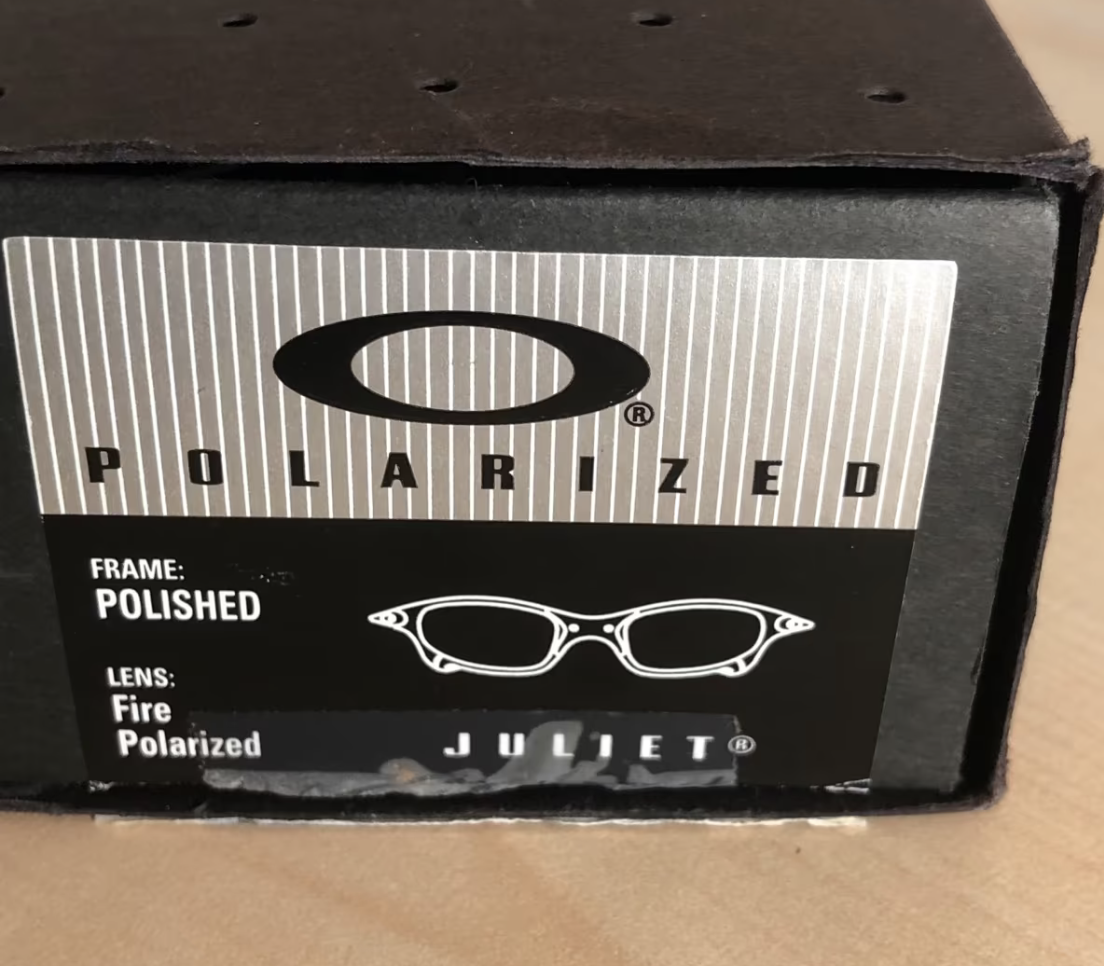 ®
POLARIZED
FRAME:
POLISHED
LENS:
Fire
Polarized
JULIET®